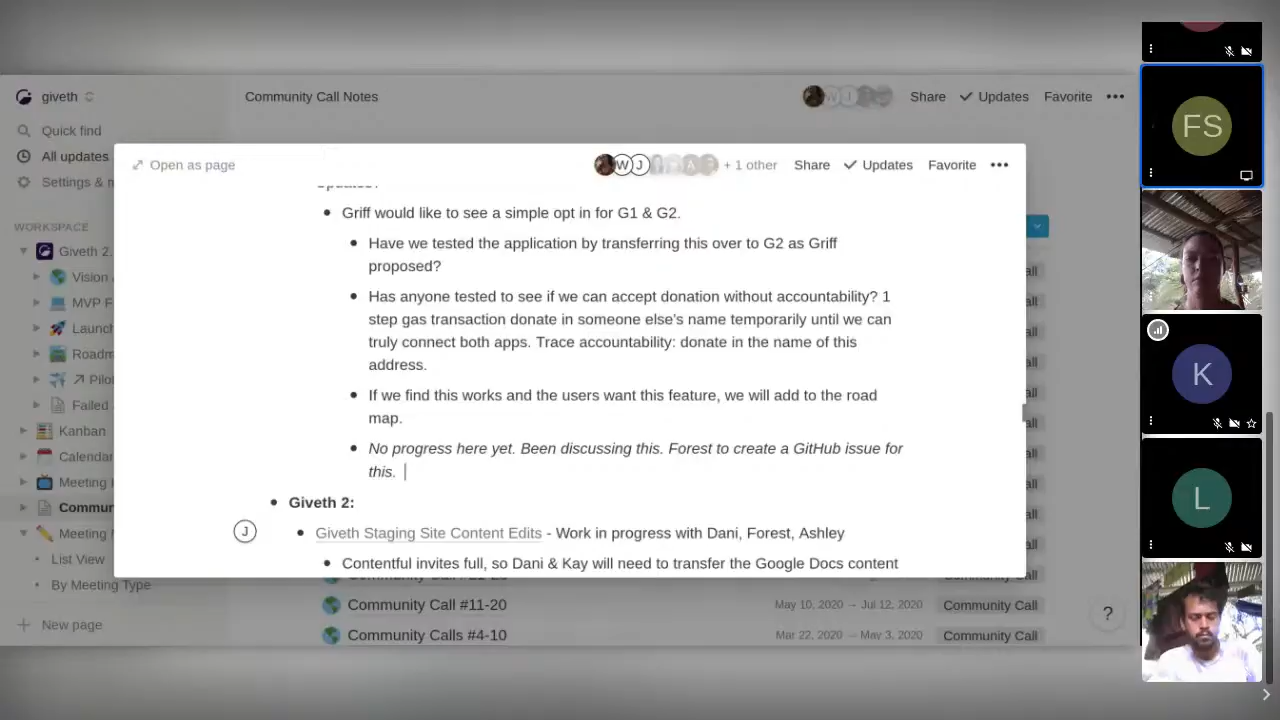 giveth
Community Call Notes
Share
Updates
Favorite
Quick find
All updates
Settings & m
WORKSPACE
Giveth 2.
Vision
MVP F
Launch
Roadm
Pilot
Failed
Kanban
Calendar
Meeting
Commun
Meeting
List View
By Meeting Type
New page
Open as page
W J A
+ 1 other
Share
Updates
Favorite
Updates?
Griff would like to see a simple opt in for G1 & G2.
Have we tested the application by transferring this over to G2 as Griff
proposed?
Has anyone tested to see if we can accept donation without accountability? 1
step gas transaction donate in someone else's name temporarily until we can
truly connect both apps. Trace accountability: donate in the name of this
address.
If we find this works and the users want this feature, we will add to the road
map.
No progress here yet. Been discussing this. Forest to create a GitHub issue for
this.
Giveth 2:
J
Giveth Staging Site Content Edits - Work in progress with Dani, Forest, Ashley
Contentful invites full, so Dani & Kay will need to transfer the Google Docs content
Community Call #11-20
May 10, 2020 → Jul 12, 2020
Community Call
Community Calls #4-10
Mar 22, 2020 → May 3, 2020
Community Call
?
FS
K
L